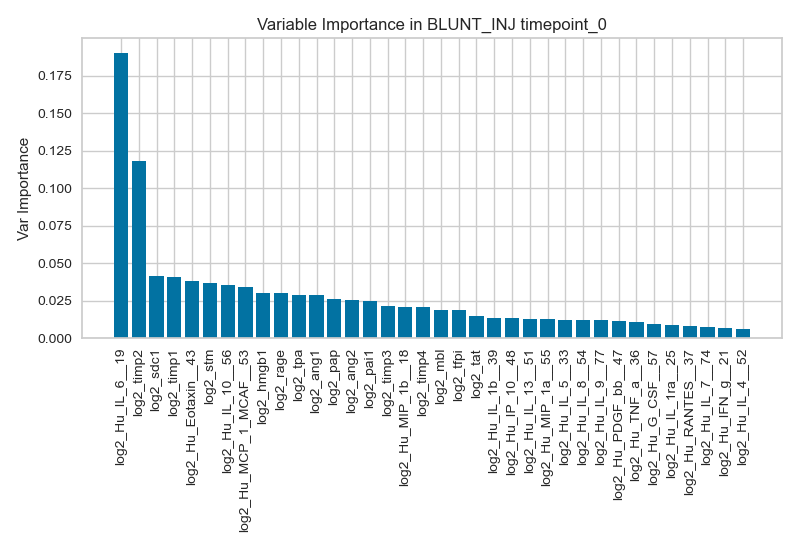 Variable Importance in BLUNT_INJ timepoint_0
Var Importance
0.175
0.150
0.125
0.100
0.075
0.050
0.025
0.000
log2_Hu_IL_6__19
log2_timp2
log2_sdc1
log2_timp1
log2_Hu_Eotaxin__43
log2_stm
log2_Hu_IL_10__56
log2_Hu_MCP_1_MCAF__53
log2_hmgb1
log2_rage
log2_tpa
log2_ang1
log2_pap
log2_ang2
log2_pai1
log2_timp3
log2_Hu_MIP_1b__18
log2_timp4
log2_mbl
log2_tfpi
log2_tat
log2_Hu_IL_1b__39
log2_Hu_IP_10__48
log2_Hu_IL_13__51
log2_Hu_MIP_1a__55
log2_Hu_IL_5__33
log2_Hu_IL_8__54
log2_Hu_IL_9__77
log2_Hu_PDGF_bb__47
log2_Hu_TNF_a__36
log2_Hu_G_CSF__57
log2_Hu_IL_1ra__25
log2_Hu_RANTES__37
log2_Hu_IL_7__74
log2_Hu_IFN_g__21
log2_Hu_IL_4__52